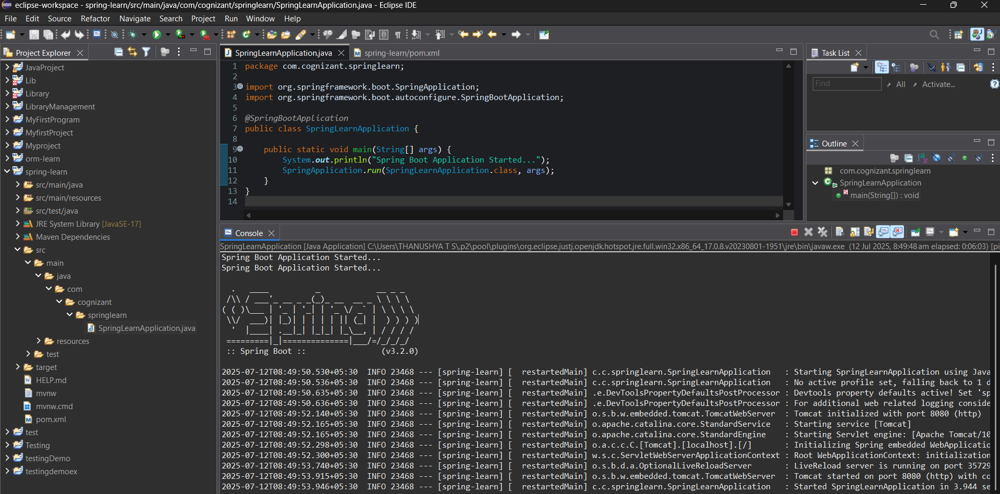 eclipse-workspace - spring-learn/src/main/java/com/cognizant/springlearn/SpringLearnApplication.java - Eclipse IDE
File Edit Source Refactor Navigate Search Project Run Window Help
Project Explorer
JavaProject
Lib
Library
LibraryManagement
MyFirstProgram
MyfirstProject
Myproject
orm-learn
spring-learn
src/main/java
src/main/resources
src/test/java
JRE System Library [JavaSE-17]
Maven Dependencies
src
main
java
com
cognizant
springlearn
SpringLearnApplication.java
resources
test
target
HELP.md
mvnw
mvnw.cmd
pom.xml
test
Testing
testingDemo
testingdemoex
SpringLearnApplication.java spring-learn/pom.xml
1 package com.cognizant.springlearn;
2
3 import org.springframework.boot.SpringApplication;
4 import org.springframework.boot.autoconfigure.SpringBootApplication;
5
6 @SpringBootApplication
7 public class SpringLearnApplication {
8
9 public static void main(String[] args) {
10 System.out.println("Spring Boot Application Started...");
11 SpringApplication.run(SpringLearnApplication.class, args);
12 }
13 }
14
Task List
Find All Activate...
Outline
com.cognizant.springlearn
SpringLearnApplication
main(String[]) : void
Console
SpringLearnApplication [Java Application] C:\Users\THANUSHYA T S\.p2\pool\plugins\org.eclipse.justj.openjdk.hotspot.jre.full.win32.x86_64_17.0.8.v20230801-1951\jre\bin\javaw.exe (12 Jul 2025, 8:49:48 am elapsed: 0:06:03) [pi
Spring Boot Application Started...
Spring Boot Application Started...
Spring
:: Spring Boot :: (v3.2.0)
2025-07-12T08:49:50.530+05:30 INFO 23468 --- [spring-learn] [ restartedMain] c.c.springlearn.SpringLearnApplication : Starting SpringLearnApplication using Java
2025-07-12T08:49:50.536+05:30 INFO 23468 --- [spring-learn] [ restartedMain] c.c.springlearn.SpringLearnApplication : No active profile set, falling back to 1 d
2025-07-12T08:49:50.635+05:30 INFO 23468 --- [spring-learn] [ restartedMain] .e.DevToolsPropertyDefaultsPostProcessor : Devtools property defaults active! Set 'sp
2025-07-12T08:49:50.636+05:30 INFO 23468 --- [spring-learn] [ restartedMain] .e.DevToolsPropertyDefaultsPostProcessor : For additional web related logging conside
2025-07-12T08:49:52.140+05:30 INFO 23468 --- [spring-learn] [ restartedMain] o.s.b.w.embedded.tomcat.TomcatWebServer : Tomcat initialized with port 8080 (http)
2025-07-12T08:49:52.165+05:30 INFO 23468 --- [spring-learn] [ restartedMain] o.apache.catalina.core.StandardService : Starting service [Tomcat]
2025-07-12T08:49:52.165+05:30 INFO 23468 --- [spring-learn] [ restartedMain] o.apache.catalina.core.StandardEngine : Starting Servlet engine: [Apache Tomcat/10
2025-07-12T08:49:52.298+05:30 INFO 23468 --- [spring-learn] [ restartedMain] o.a.c.c.C.[Tomcat].[localhost].[/] : Initializing Spring embedded WebApplicatio
2025-07-12T08:49:52.300+05:30 INFO 23468 --- [spring-learn] [ restartedMain] w.s.c.ServletWebServerApplicationContext : Root WebApplicationContext: initialization
2025-07-12T08:49:53.740+05:30 INFO 23468 --- [spring-learn] [ restartedMain] o.s.b.d.a.OptionalLiveReloadServer : LiveReload server is running on port 35729
2025-07-12T08:49:53.915+05:30 INFO 23468 --- [spring-learn] [ restartedMain] o.s.b.w.embedded.tomcat.TomcatWebServer : Tomcat started on port 8080 (http) with co
2025-07-12T08:49:53.946+05:30 INFO 23468 --- [spring-learn] [ restartedMain] c.c.springlearn.SpringLearnApplication : Started SpringLearnApplication in 3.944 se